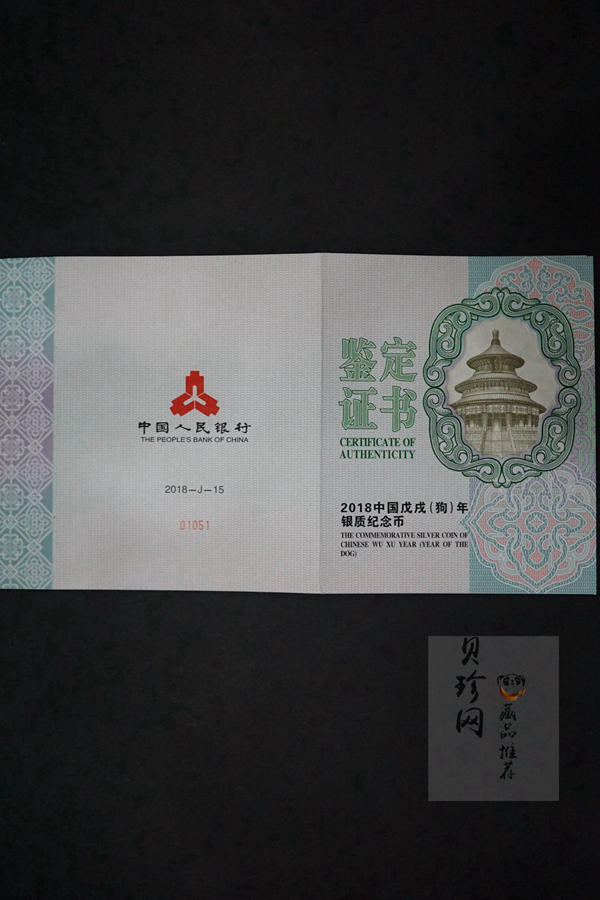 中国人民银行
THE PEOPLE'S BANK OF CHINA
2018—J—15
01051
鉴定
证书
CERTIFICATE OF
AUTHENTICITY
2018中国戊戌(狗)年
银质纪念币
THE COMMEMORATIVE SILVER COIN OF
CHINESE WU XU YEAR (YEAR OF THE
DOG)
贝珍网
藏品推荐